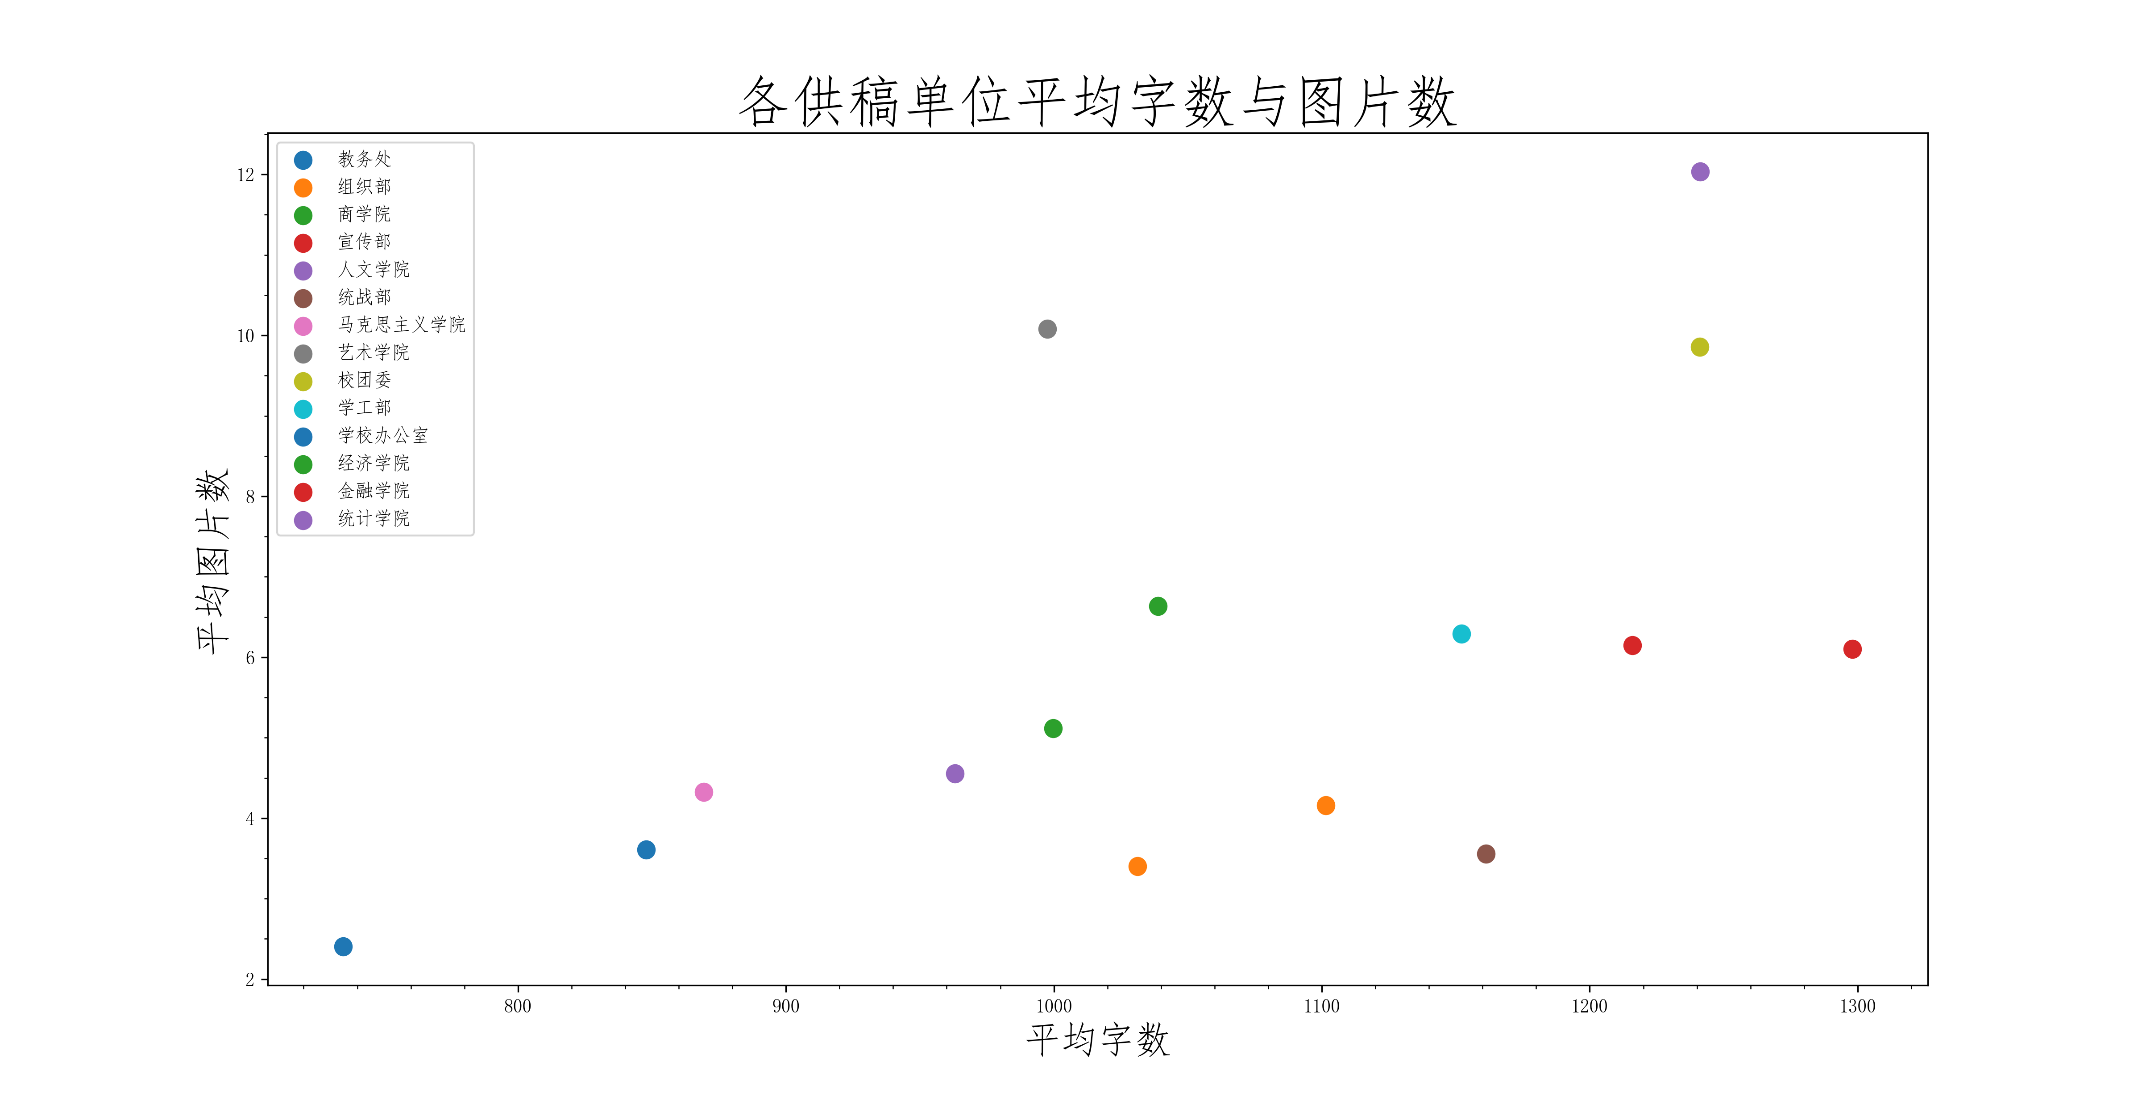 各供稿单位平均字数与图片数
教务处
组织部
商学院
宣传部
人文学院
统战部
马克思主义学院
艺术学院
校团委
学工部
学校办公室
经济学院
金融学院
统计学院
平均图片数
12
10
8
6
4
2
800
900
1000
1100
1200
1300
平均字数